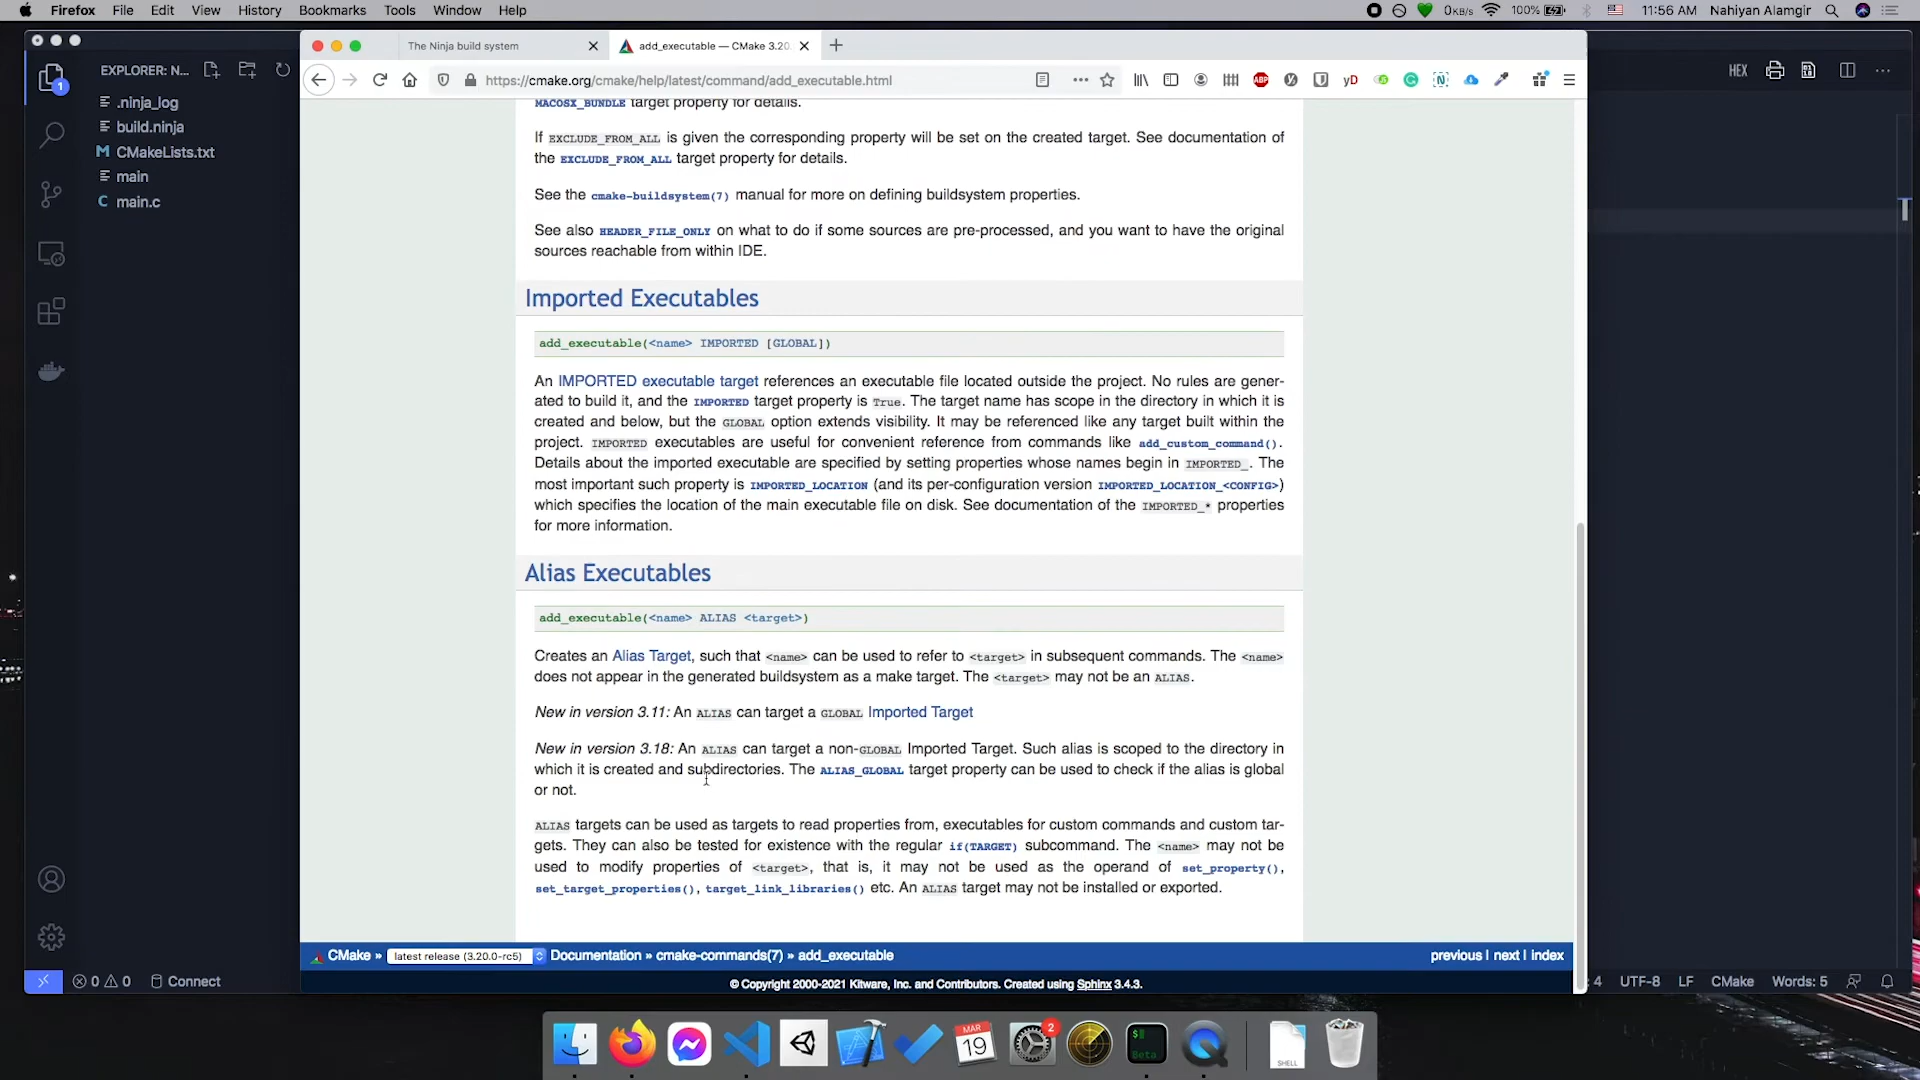 Firefox File Edit View History Bookmarks Tools Window Help 0KB/s 100% 11:56 AM Nahiyan Alamgir
The Ninja build system
add_executable — CMake 3.20.
EXPLORER: N...
https://cmake.org/cmake/help/latest/command/add_executable.html
ABP yD G N HEX
1
.ninja_log
build.ninja
M CMakeLists.txt
main
C main.c
MACOSX_BUNDLE target property for details.
If EXCLUDE_FROM_ALL is given the corresponding property will be set on the created target. See documentation of
the EXCLUDE_FROM_ALL target property for details.
See the cmake-buildsystem(7) manual for more on defining buildsystem properties.
See also HEADER_FILE_ONLY on what to do if some sources are pre-processed, and you want to have the original
sources reachable from within IDE.
Imported Executables
add_executable(<name> IMPORTED [GLOBAL])
An IMPORTED executable target references an executable file located outside the project. No rules are gener-
ated to build it, and the IMPORTED target property is True. The target name has scope in the directory in which it is
created and below, but the GLOBAL option extends visibility. It may be referenced like any target built within the
project. IMPORTED executables are useful for convenient reference from commands like add_custom_command().
Details about the imported executable are specified by setting properties whose names begin in IMPORTED_. The
most important such property is IMPORTED_LOCATION (and its per-configuration version IMPORTED_LOCATION_<CONFIG>)
which specifies the location of the main executable file on disk. See documentation of the IMPORTED_* properties
for more information.
Alias Executables
add_executable(<name> ALIAS <target>)
Creates an Alias Target, such that <name> can be used to refer to <target> in subsequent commands. The <name>
does not appear in the generated buildsystem as a make target. The <target> may not be an ALIAS.
New in version 3.11: An ALIAS can target a GLOBAL Imported Target
New in version 3.18: An ALIAS can target a non-GLOBAL Imported Target. Such alias is scoped to the directory in
which it is created and subdirectories. The ALIAS_GLOBAL target property can be used to check if the alias is global
or not.
ALIAS targets can be used as targets to read properties from, executables for custom commands and custom tar-
gets. They can also be tested for existence with the regular if(TARGET) subcommand. The <name> may not be
used to modify properties of <target>, that is, it may not be used as the operand of set_property(),
set_target_properties(), target_link_libraries() etc. An ALIAS target may not be installed or exported.
CMake » latest release (3.20.0-rc5) Documentation » cmake-commands(7) » add_executable previous | next | index
© Copyright 2000-2021 Kitware, Inc. and Contributors. Created using Sphinx 3.4.3.
0 0 Connect 4 UTF-8 LF CMake Words: 5
MAR
19
2
$
Beta
SHELL